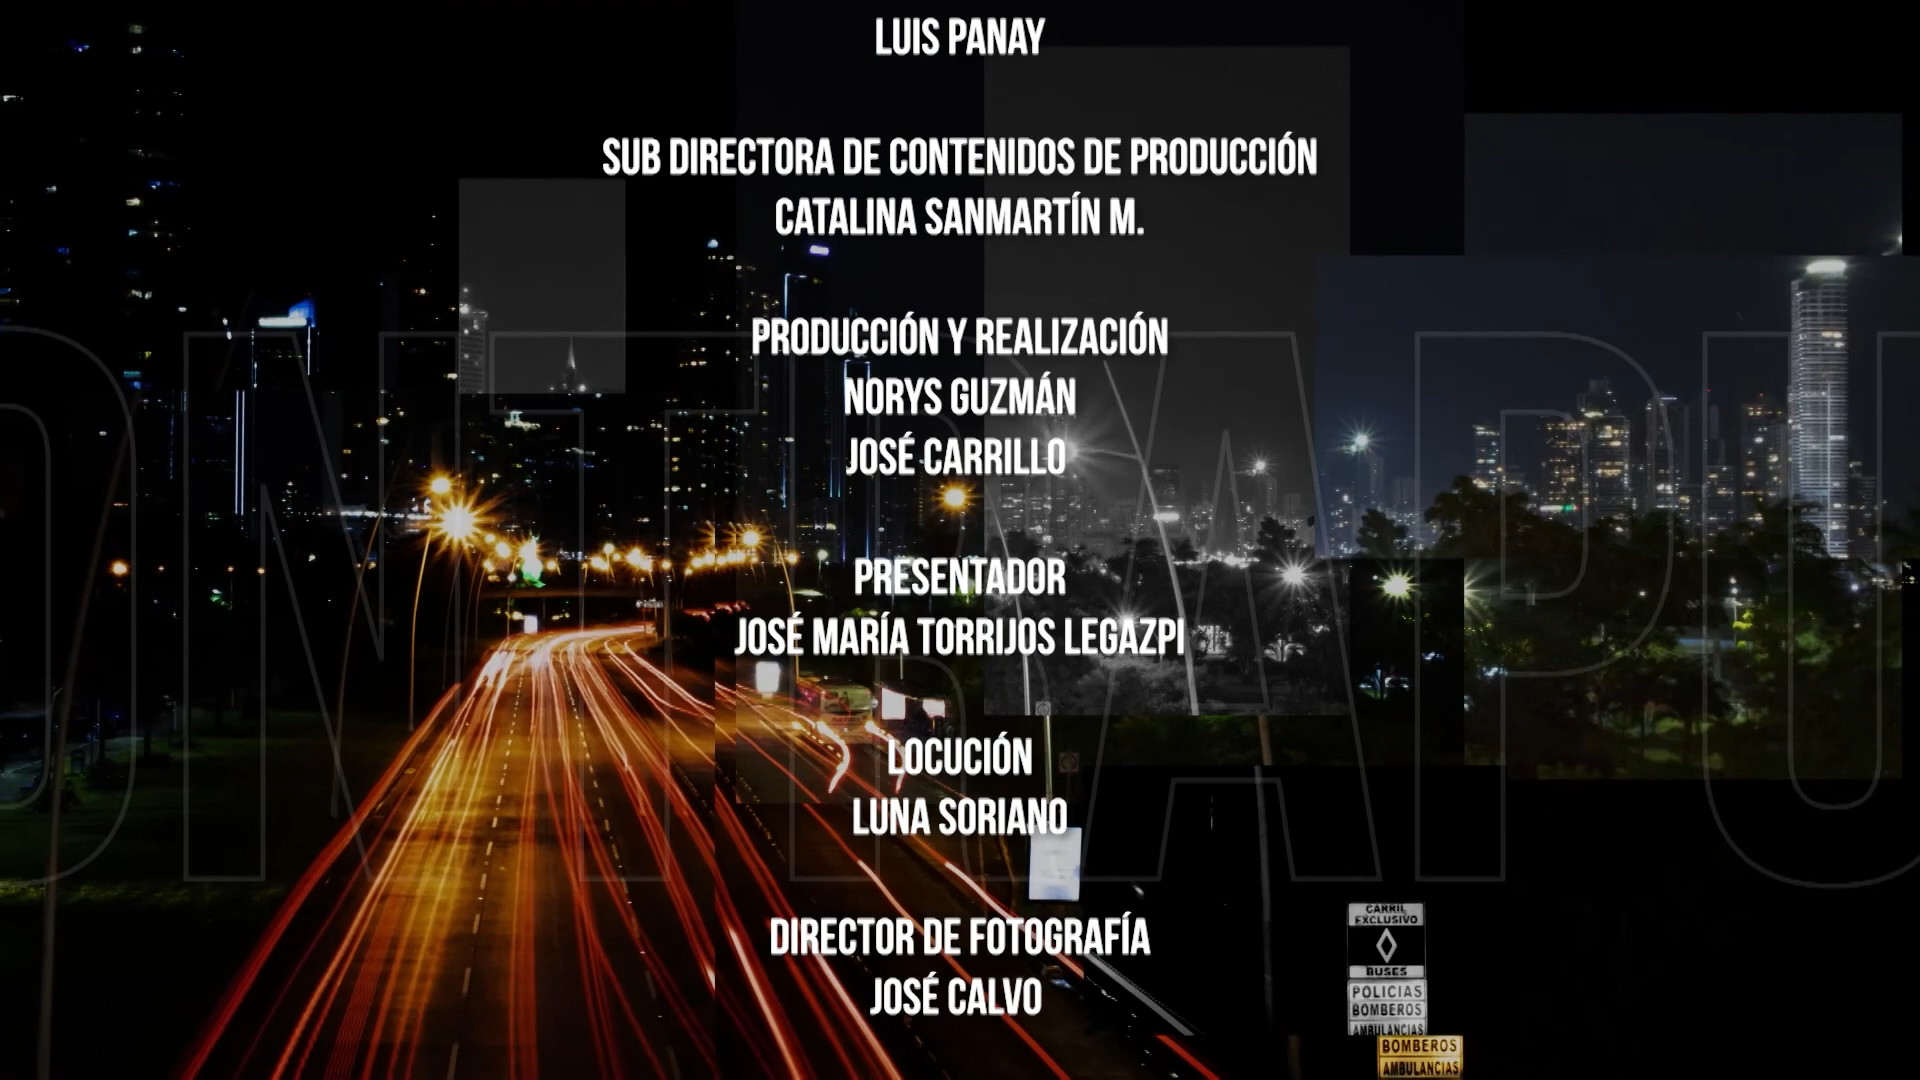 LUIS PANAY
SUB DIRECTORA DE CONTENIDOS DE PRODUCCIÓN
CATALINA SANMARTÍN M.
PRODUCCIÓN Y REALIZACIÓN
NORYS GUZMÁN
JOSÉ CARRILLO
PRESENTADOR
JOSÉ MARÍA TORRIJOS LEGAZPI
LOCUCIÓN
LUNA SORIANO
DIRECTOR DE FOTOGRAFÍA
JOSÉ CALVO
ONTRAPU
CARRIL
EXCLUSIVO
BUSES
POLICIAS
BOMBEROS
AMBULANCIAS
BOMBEROS
AMBULANCIAS